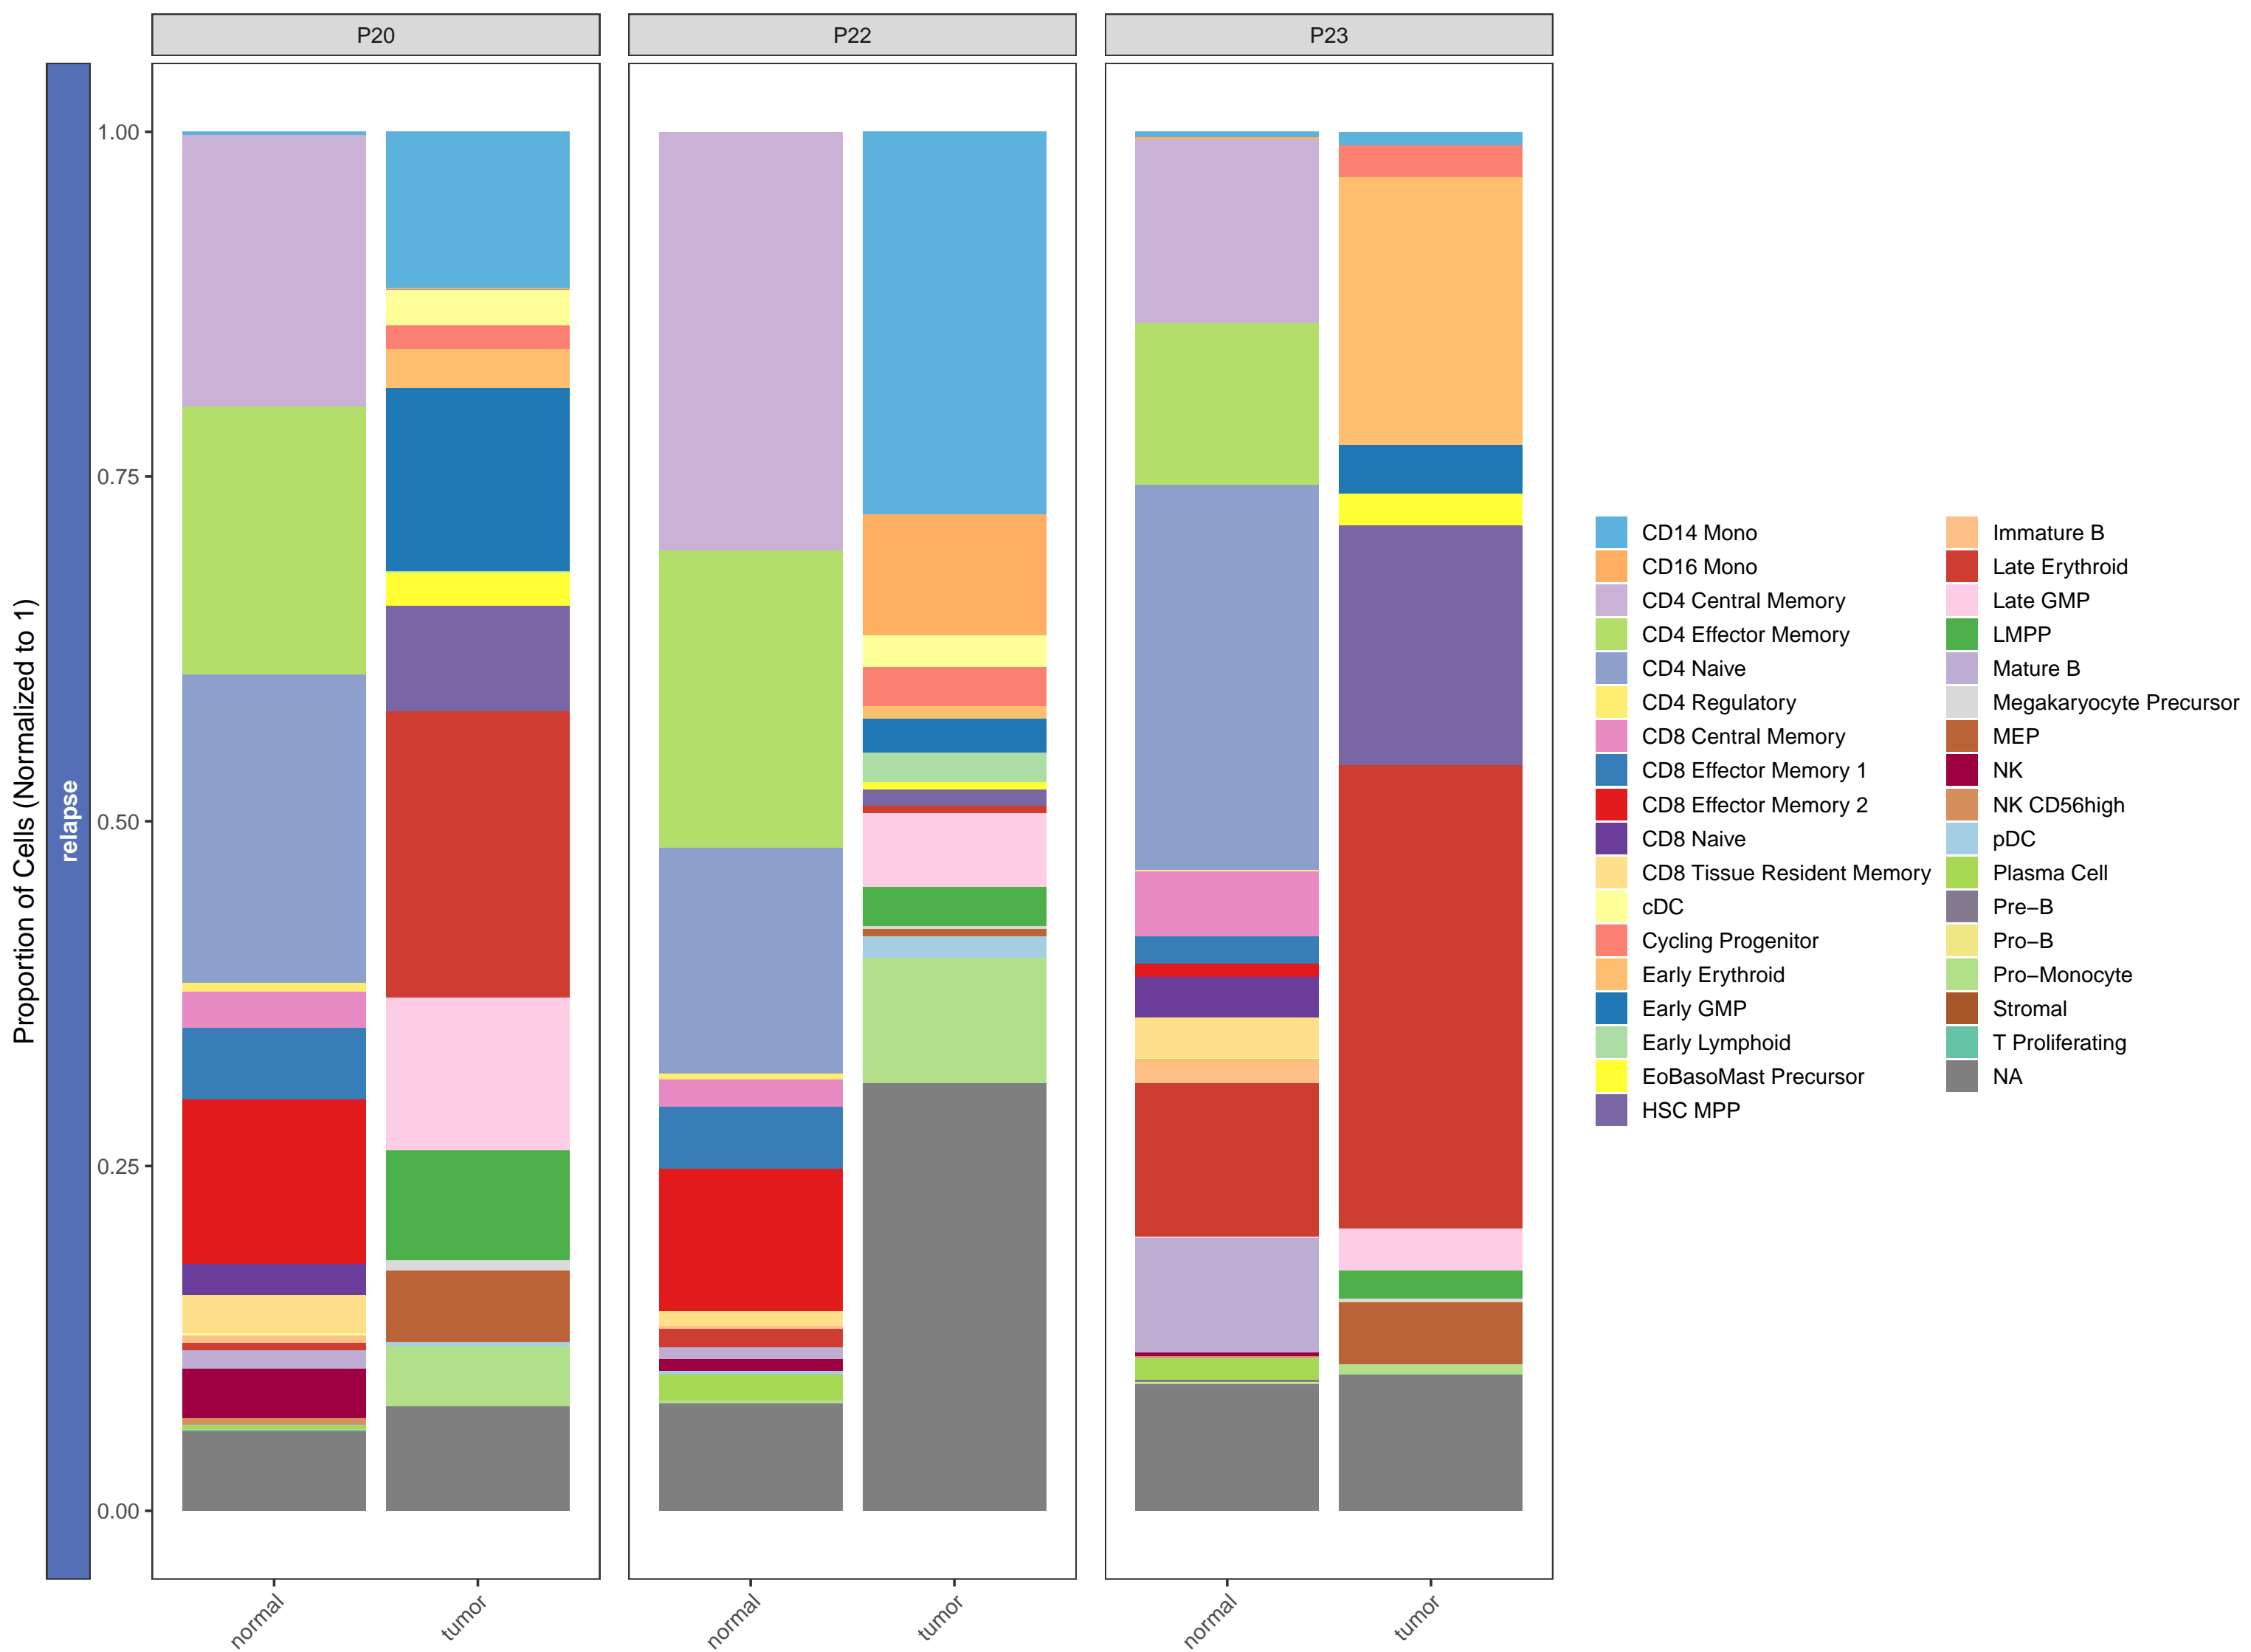 P20
P22
P23
Proportion of Cells (Normalized to 1)
relapse
1.00
0.75
0.50
0.25
0.00
normal
tumor
normal
tumor
normal
tumor
CD14 Mono
CD16 Mono
CD4 Central Memory
CD4 Effector Memory
CD4 Naive
CD4 Regulatory
CD8 Central Memory
CD8 Effector Memory 1
CD8 Effector Memory 2
CD8 Naive
CD8 Tissue Resident Memory
cDC
Cycling Progenitor
Early Erythroid
Early GMP
Early Lymphoid
EoBasoMast Precursor
HSC MPP
Immature B
Late Erythroid
Late GMP
LMPP
Mature B
Megakaryocyte Precursor
MEP
NK
NK CD56high
pDC
Plasma Cell
Pre−B
Pro−B
Pro−Monocyte
Stromal
T Proliferating
NA